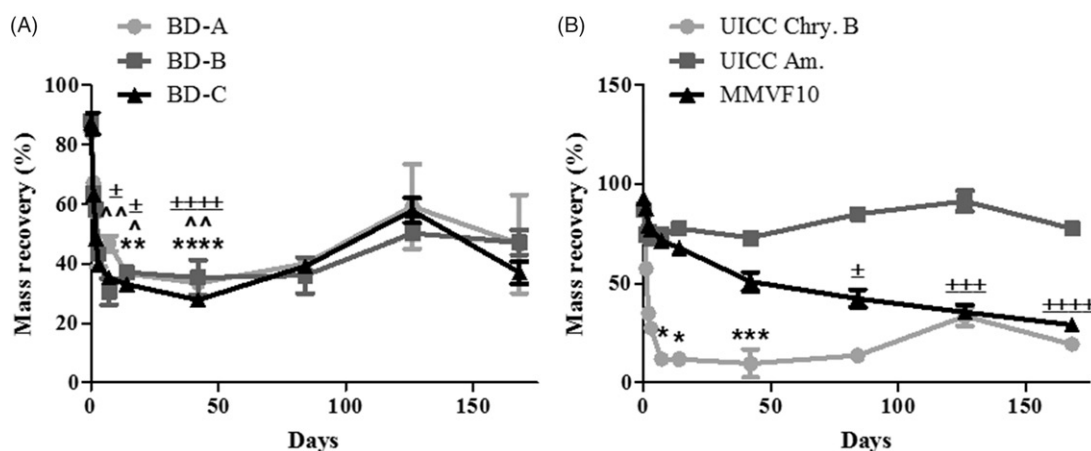 (A)
BD-A
BD-B
BD-C
Mass recovery (%)
100
80
60
40
20
0
± ±
^^ ^
**
±±±±
^^
****
0 50 100 150
Days
(B)
UICC Chry. B
UICC Am.
MMVF10
Mass recovery (%)
150
100
50
0
* * ***
± ±±± ±±±±
0 50 100 150
Days